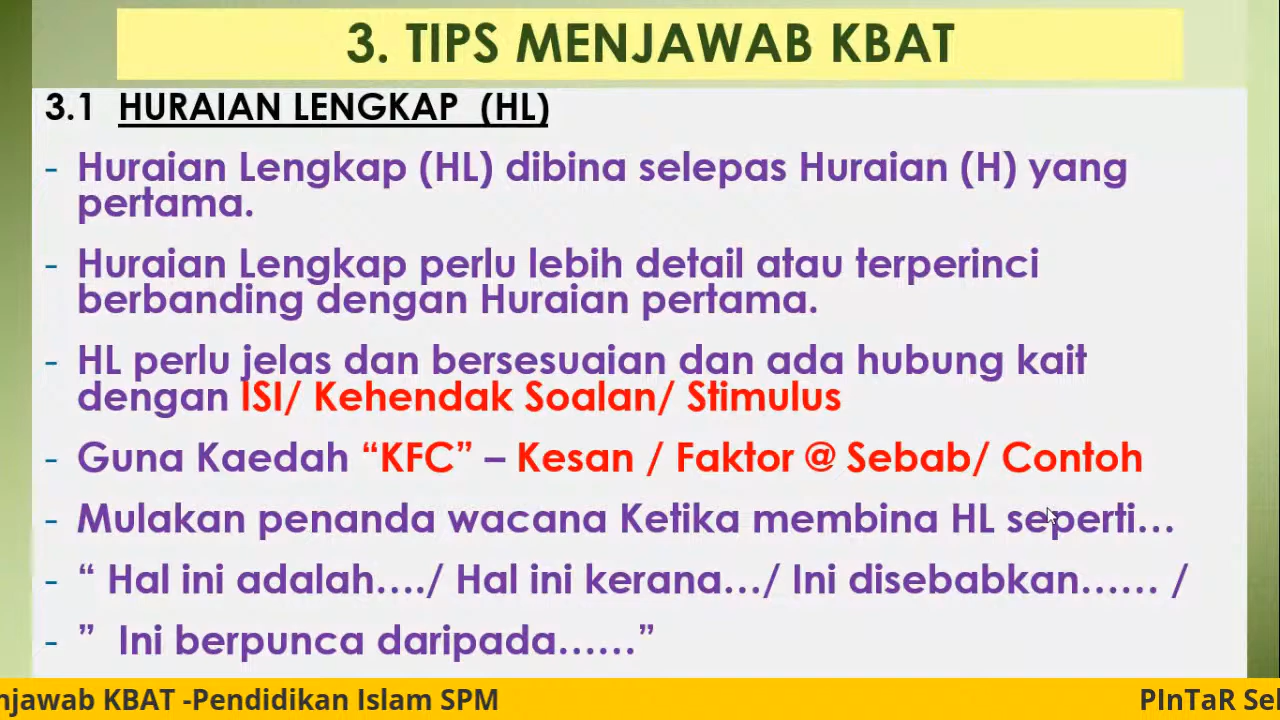 3. TIPS MENJAWAB KBAT
3.1 HURAIAN LENGKAP (HL)
- Huraian Lengkap (HL) dibina selepas Huraian (H) yang
pertama.
- Huraian Lengkap perlu lebih detail atau terperinci
berbanding dengan Huraian pertama.
- HL perlu jelas dan bersesuaian dan ada hubung kait
dengan ISI/ Kehendak Soalan/ Stimulus
- Guna Kaedah “KFC” – Kesan / Faktor @ Sebab/ Contoh
- Mulakan penanda wacana Ketika membina HL seperti…
- “ Hal ini adalah…./ Hal ini kerana…/ Ini disebabkan…… /
- ” Ini berpunca daripada……”
njawab KBAT -Pendidikan Islam SPM
PInTaR Sel